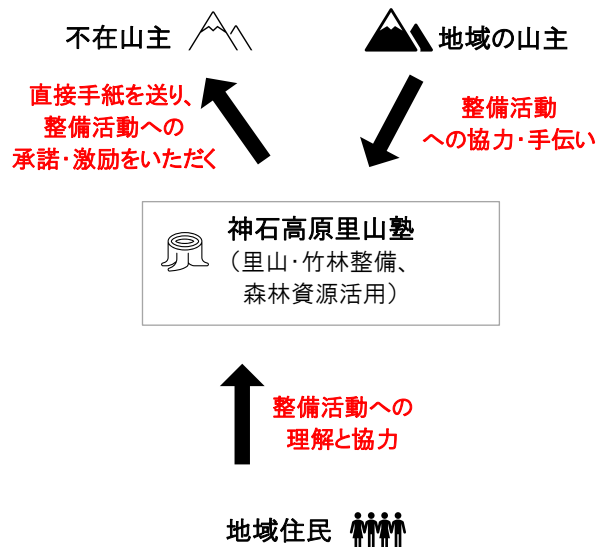 不在山主
地域の山主
直接手紙を送り、
整備活動への
承諾・激励をいただく
整備活動
への協力・手伝い
神石高原里山塾
（里山・竹林整備、
森林資源活用）
整備活動への
理解と協力
地域住民